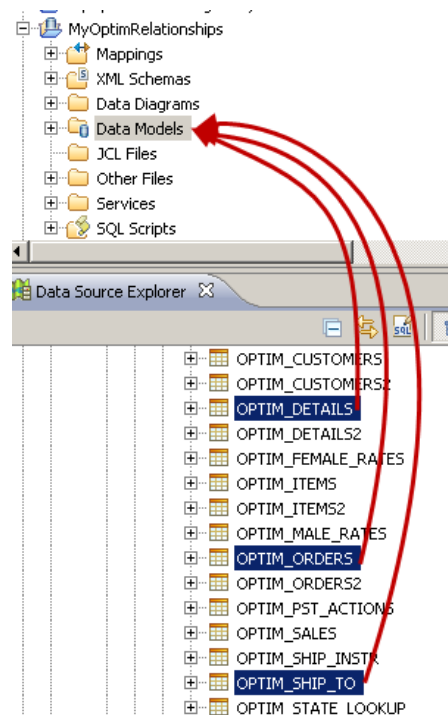 MyOptimRelationships
Mappings
XML Schemas
Data Diagrams
Data Models
JCL Files
Other Files
Services
SQL Scripts
Data Source Explorer
SQL
OPTIM_CUSTOMERS
OPTIM_CUSTOMERS2
OPTIM_DETAILS
OPTIM_DETAILS2
OPTIM_FEMALE_RATES
OPTIM_ITEMS
OPTIM_ITEMS2
OPTIM_MALE_RATES
OPTIM_ORDERS
OPTIM_ORDERS2
OPTIM_PST_ACTIONS
OPTIM_SALES
OPTIM_SHIP_INSTR
OPTIM_SHIP_TO
OPTIM_STATE_LOOKUP